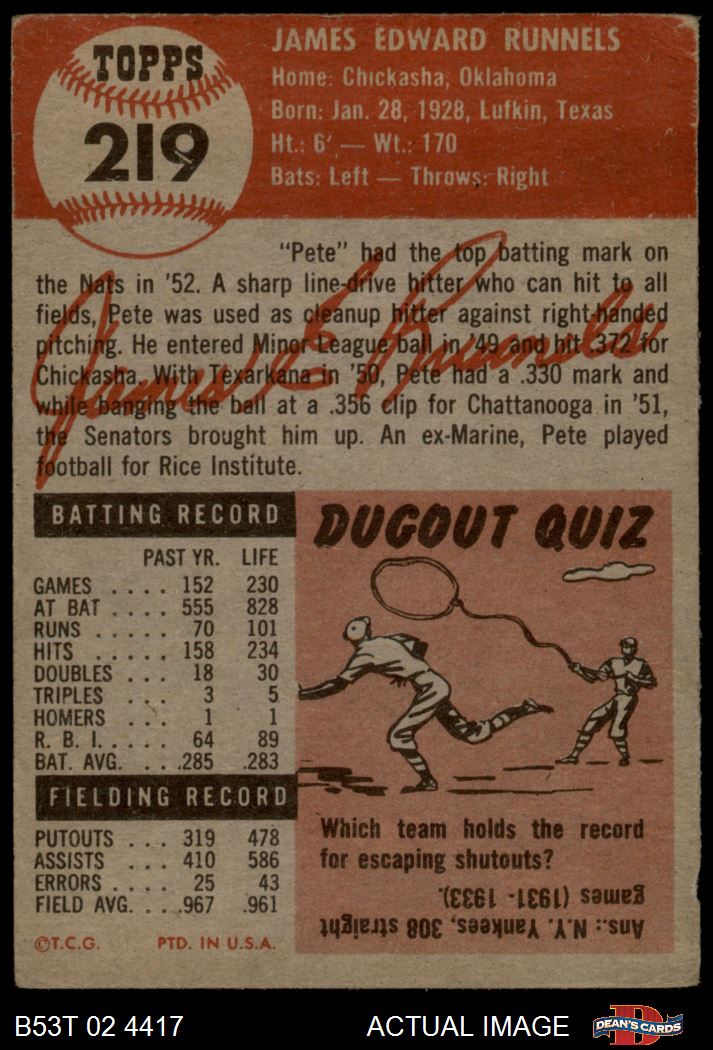 TOPPS
219
JAMES EDWARD RUNNELS
Home: Chickasha, Oklahoma
Born: Jan. 28, 1928, Lufkin, Texas
Ht.: 6' — Wt.: 170
Bats: Left — Throws: Right
"Pete" had the top batting mark on
the Nats in '52. A sharp line-drive hitter who can hit to all
fields, Pete was used as cleanup hitter against right-handed
pitching. He entered Minor League ball in '49 and hit .372 for
Chickasha. With Texarkana in '50, Pete had a .330 mark and
while banging the ball at a .356 clip for Chattanooga in '51,
the Senators brought him up. An ex-Marine, Pete played
football for Rice Institute.
James E Runnels
BATTING RECORD
PAST YR. LIFE
GAMES .... 152 230
AT BAT .... 555 828
RUNS ..... 70 101
HITS ..... 158 234
DOUBLES ... 18 30
TRIPLES ... 3 5
HOMERS ... 1 1
R. B. I. .... 64 89
BAT. AVG. ... .285 .283
FIELDING RECORD
PUTOUTS ... 319 478
ASSISTS ... 410 586
ERRORS .... 25 43
FIELD AVG. ... .967 .961
©T.C.G. PTD. IN U.S.A.
DUGOUT QUIZ
Which team holds the record
for escaping shutouts?
Ans.: N.Y. Yankees, 308 straight
games (1931-1933).
B53T 02 4417 ACTUAL IMAGE
D
DEAN'S CARDS